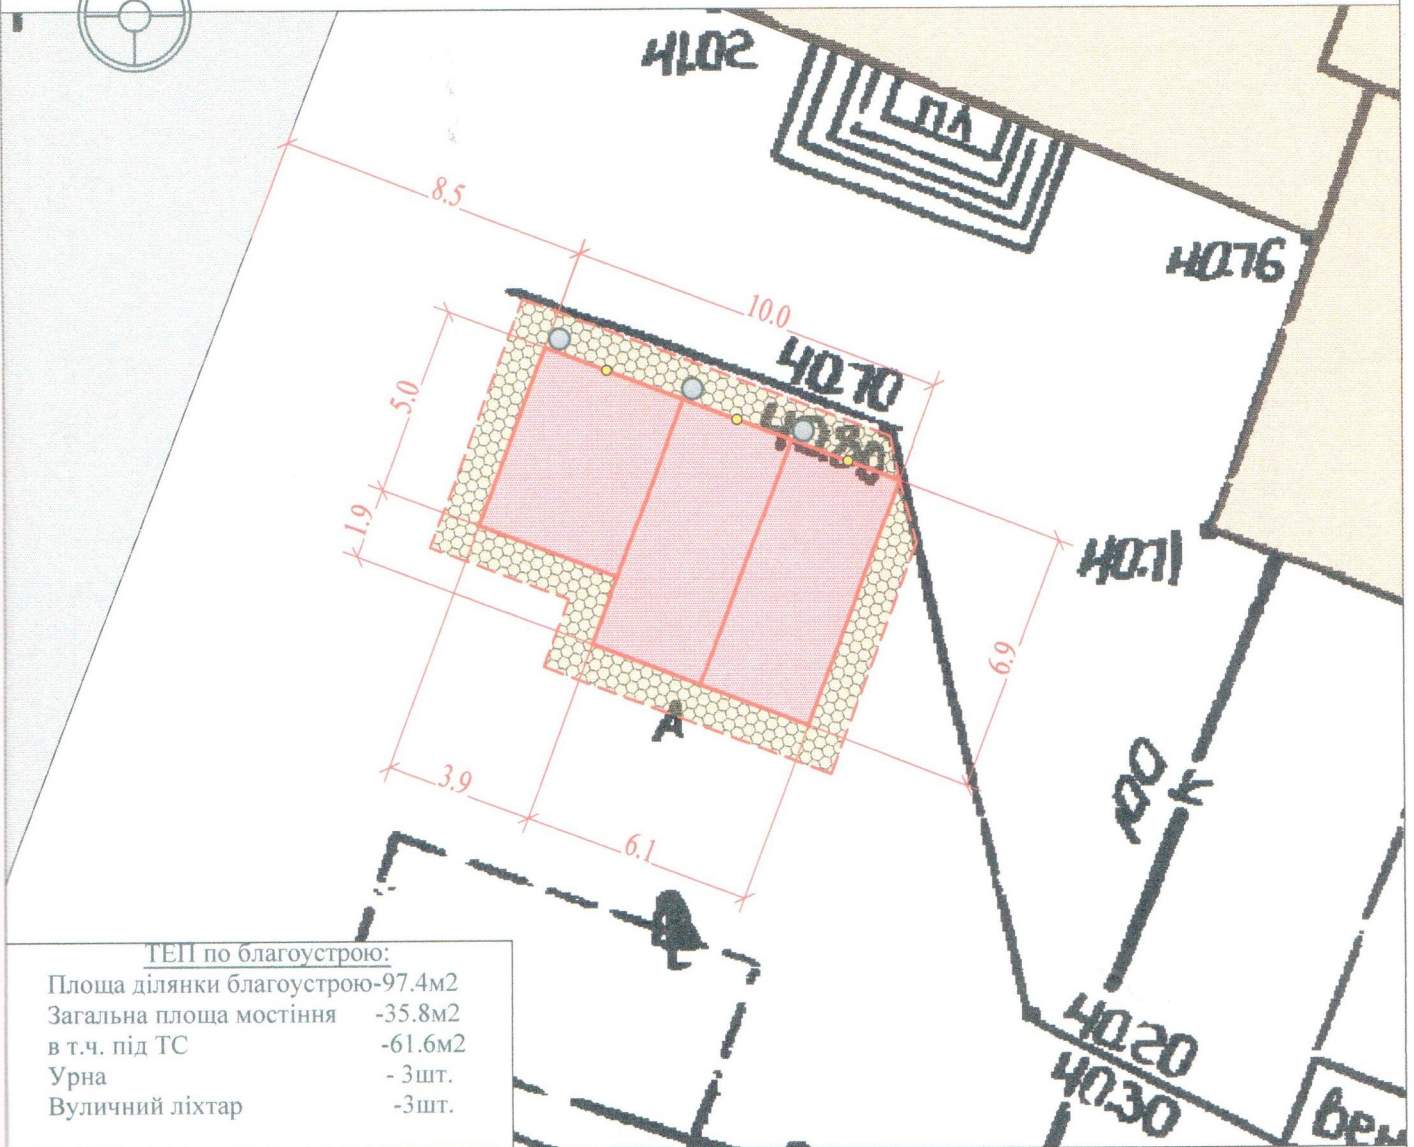 41.02
ПУ
8.5
40.76
10.0
40.70
5.0
40.80
1.9
40.71
6.9
А
3.9
6.1
ТЕП по благоустрою:
Площа ділянки благоустрою-97.4м2
Загальна площа мостіння -35.8м2
в т.ч. під ТС -61.6м2
Урна - 3шт.
Вуличний ліхтар -3шт.
40.20
40.30